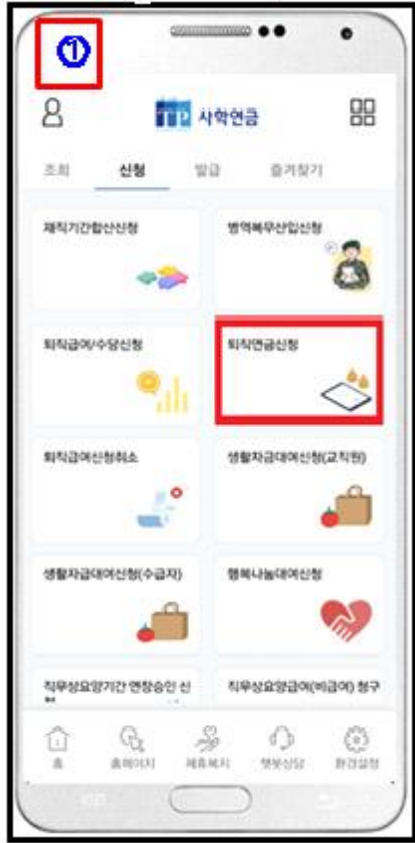 ①
TP 사학연금
조회 신청 발급 즐겨찾기
재직기간합산신청 병역복무산입신청
퇴직급여/수당신청 퇴직연금신청
퇴직급여신청취소 생활자금대여신청(교직원)
생활자금대여신청(수급자) 행복나눔대여신청
직무상요양기간 연장승인 신 직무상요양급여(비급여) 청구
홈 홈페이지 제휴복지 챗봇상담 환경설정